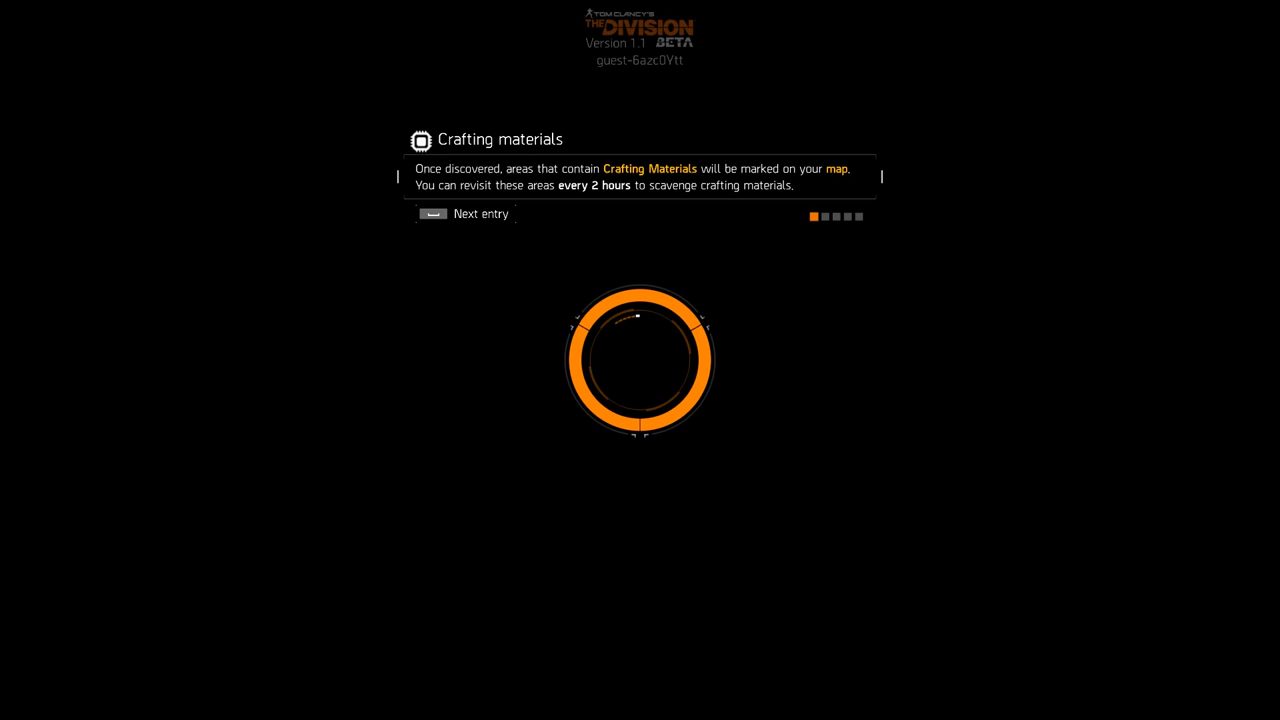 TOM CLANCY'S
THE DIVISION
Version 1.1 BETA
guest-6azc0Ytt
Crafting materials
Once discovered, areas that contain Crafting Materials will be marked on your map.
You can revisit these areas every 2 hours to scavenge crafting materials.
Next entry